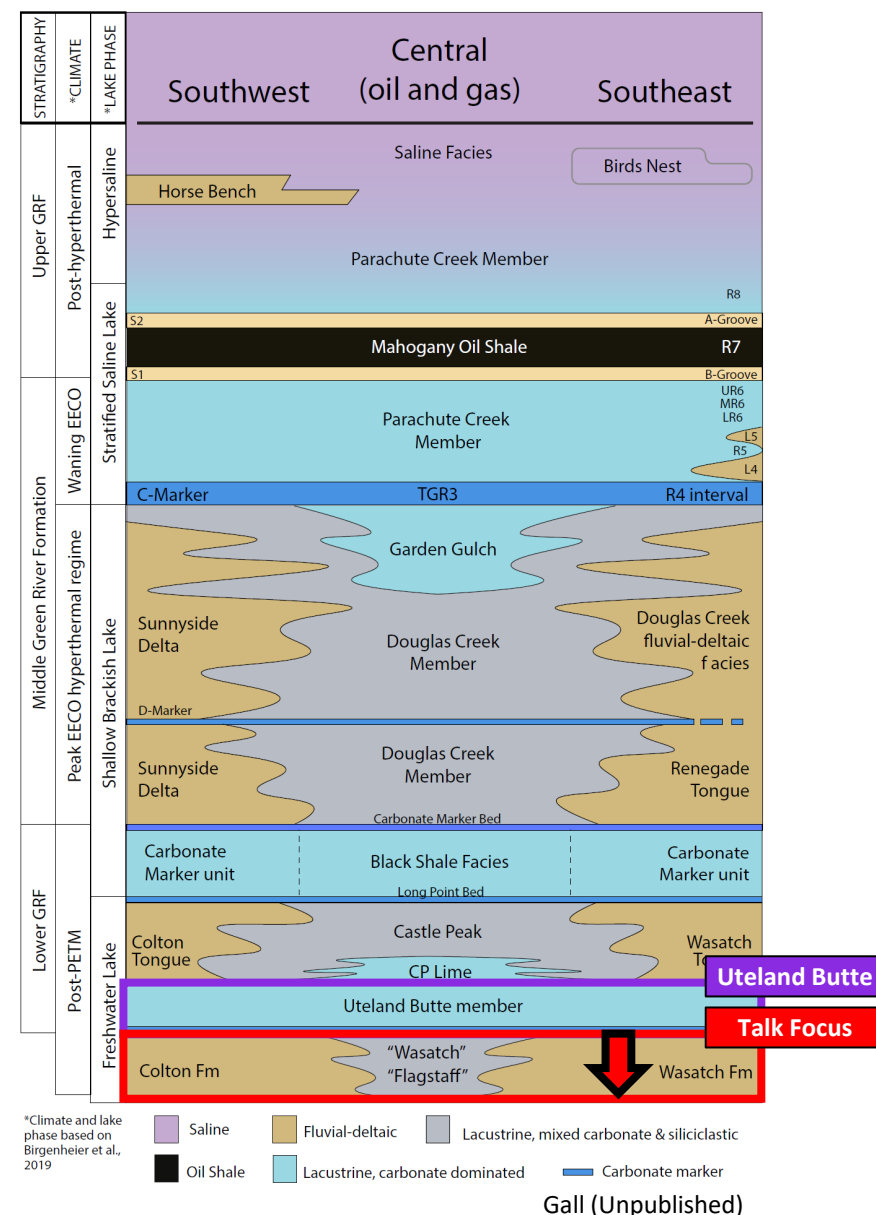 STRATIGRAPHY
*CLIMATE
*LAKE PHASE
Southwest
Central
(oil and gas)
Southeast
Upper GRF
Post-hyperthermal
Hypersaline
Saline Facies
Birds Nest
Horse Bench
Parachute Creek Member
R8
Stratified Saline Lake
S2
A-Groove
Mahogany Oil Shale
R7
S1
B-Groove
Middle Green River Formation
Waning EECO
UR6
MR6
LR6
Parachute Creek
Member
L5
R5
L4
C-Marker
TGR3
R4 interval
Peak EECO hyperthermal regime
Shallow Brackish Lake
Garden Gulch
Sunnyside
Delta
Douglas Creek
Member
Douglas Creek
fluvial-deltaic
f acies
D-Marker
Sunnyside
Delta
Douglas Creek
Member
Renegade
Tongue
Carbonate Marker Bed
Lower GRF
Post-PETM
Carbonate
Marker unit
Black Shale Facies
Carbonate
Marker unit
Long Point Bed
Freshwater Lake
Colton
Tongue
Castle Peak
Wasatch
CP Lime
Uteland Butte
Uteland Butte member
Talk Focus
Colton Fm
“Wasatch”
“Flagstaff”
Wasatch Fm
*Climate and lake
phase based on
Birgenheier et al.,
2019
Saline
Fluvial-deltaic
Lacustrine, mixed carbonate & siliciclastic
Oil Shale
Lacustrine, carbonate dominated
Carbonate marker
Gall (Unpublished)